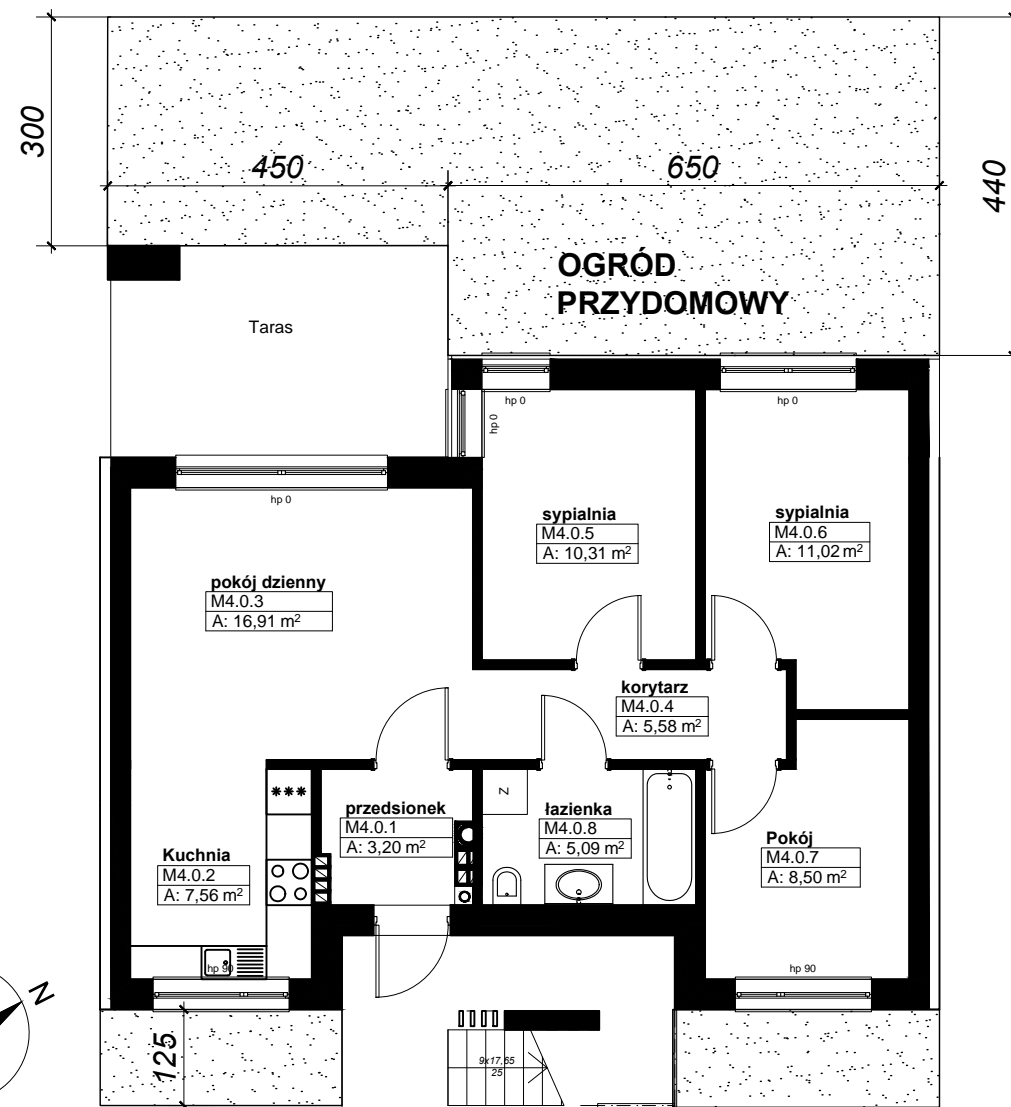 300
450
650
440
OGRÓD
PRZYDOMOWY
Taras
hp 0
hp 0
hp 0
hp 0
sypialnia
M4.0.5
A: 10,31 m²
sypialnia
M4.0.6
A: 11,02 m²
pokój dzienny
M4.0.3
A: 16,91 m²
korytarz
M4.0.4
A: 5,58 m²
przedsionek
M4.0.1
A: 3,20 m²
Z
łazienka
M4.0.8
A: 5,09 m²
Kuchnia
M4.0.2
A: 7,56 m²
Pokój
M4.0.7
A: 8,50 m²
hp 90
hp 90
N
125
9x17,65
25